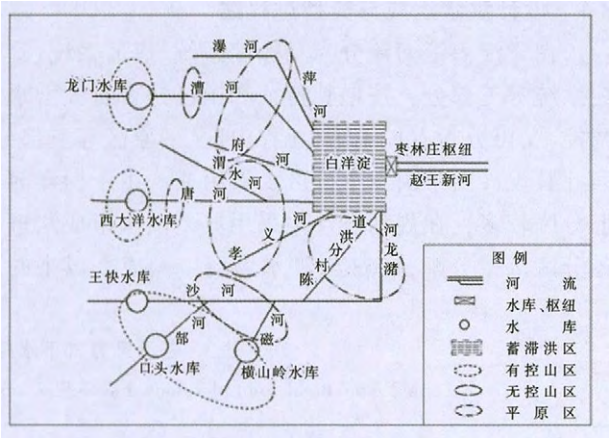 瀑河
龙门水库
漕河
萍河
府河
白洋淀
枣林庄枢纽
赵王新河
渭水河
唐河
西大洋水库
孝义河
陈村分洪道
潴龙河
王快水库
沙河
郜河
磁河
口头水库
横山岭水库
图例
河流
水库、枢纽
水库
蓄滞洪区
有控山区
无控山区
平原区